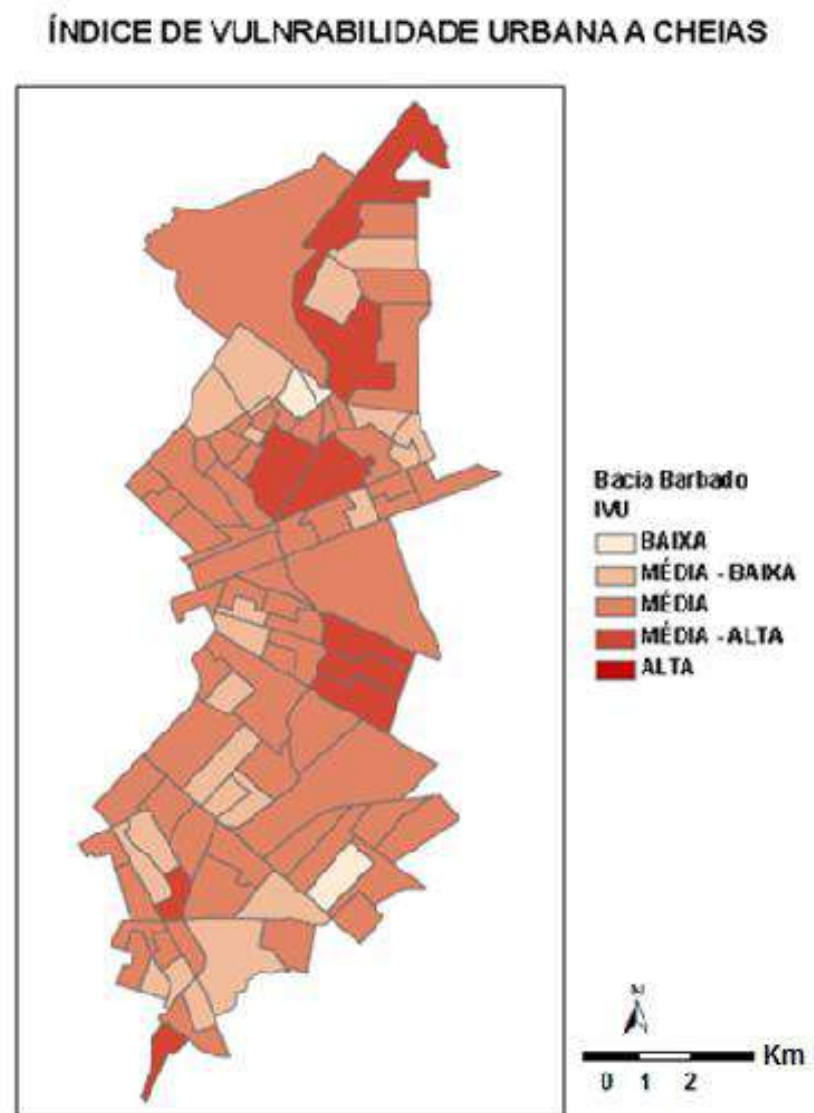 ÍNDICE DE VULNRABILIDADE URBANA A CHEIAS
Bacia Barbado
IVU
BAIXA
MÉDIA - BAIXA
MÉDIA
MÉDIA - ALTA
ALTA
N
Km
0 1 2